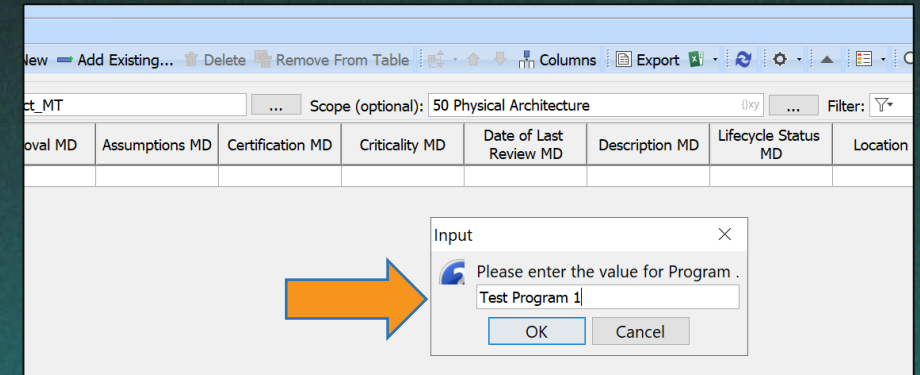 New Add Existing... Delete Remove From Table Columns Export
ct_MT ... Scope (optional): 50 Physical Architecture {}xy ... Filter:
oval MD Assumptions MD Certification MD Criticality MD Date of Last Review MD Description MD Lifecycle Status MD Location
Input
Please enter the value for Program .
Test Program 1
OK Cancel